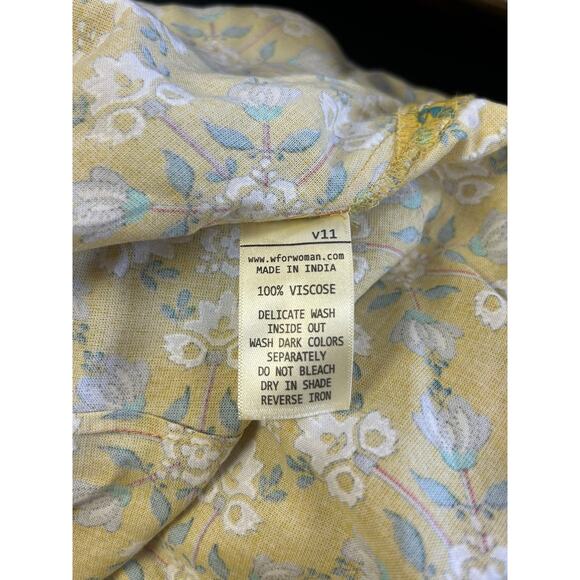 v11
www.wforwoman.com
MADE IN INDIA
100% VISCOSE
DELICATE WASH
INSIDE OUT
WASH DARK COLORS
SEPARATELY
DO NOT BLEACH
DRY IN SHADE
REVERSE IRON